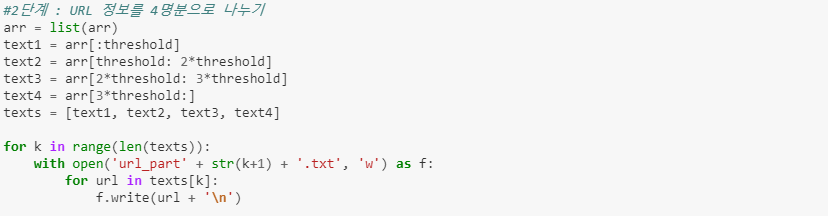 #2단계 : URL 정보를 4명분으로 나누기
arr = list(arr)
text1 = arr[:threshold]
text2 = arr[threshold: 2*threshold]
text3 = arr[2*threshold: 3*threshold]
text4 = arr[3*threshold:]
texts = [text1, text2, text3, text4]

for k in range(len(texts)):
    with open('url_part' + str(k+1) + '.txt', 'w') as f:
        for url in texts[k]:
            f.write(url + '\n')